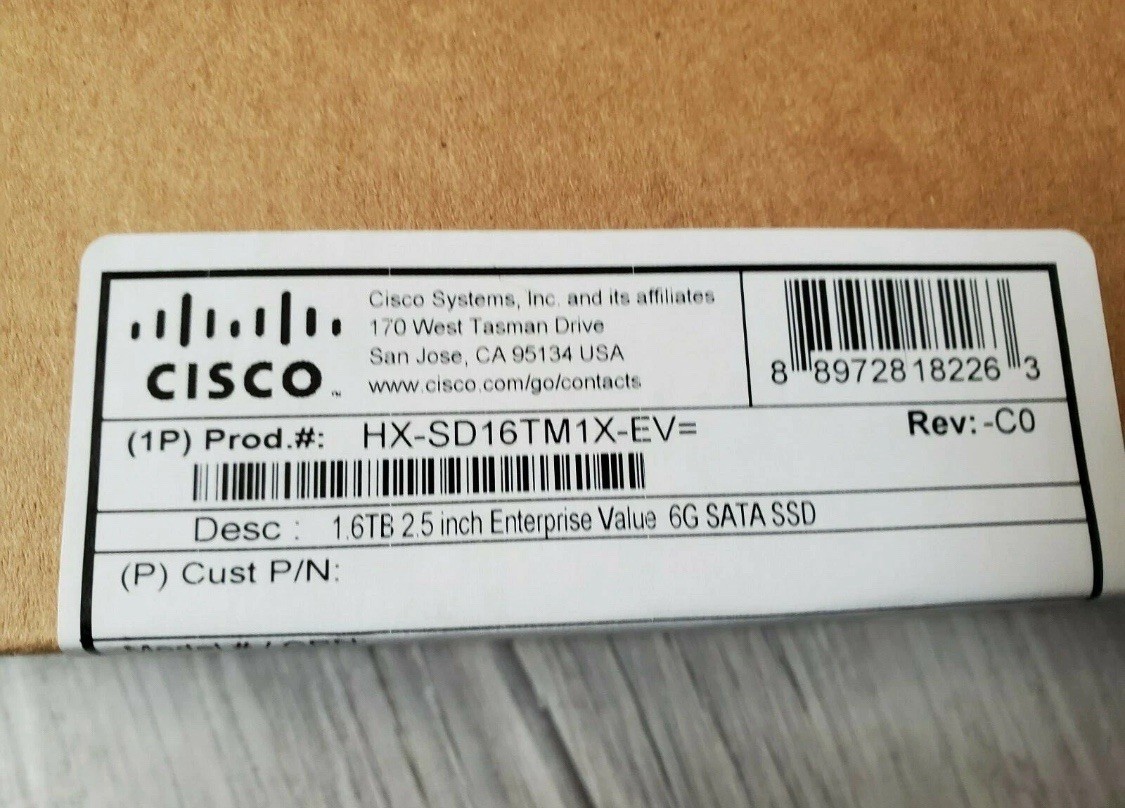 CISCO™
Cisco Systems, Inc. and its affiliates
170 West Tasman Drive
San Jose, CA 95134 USA
www.cisco.com/go/contacts
8 89728 18226 3
(1P) Prod.#: HX-SD16TM1X-EV=
Rev: -C0
Desc : 1.6TB 2.5 inch Enterprise Value 6G SATA SSD
(P) Cust P/N: